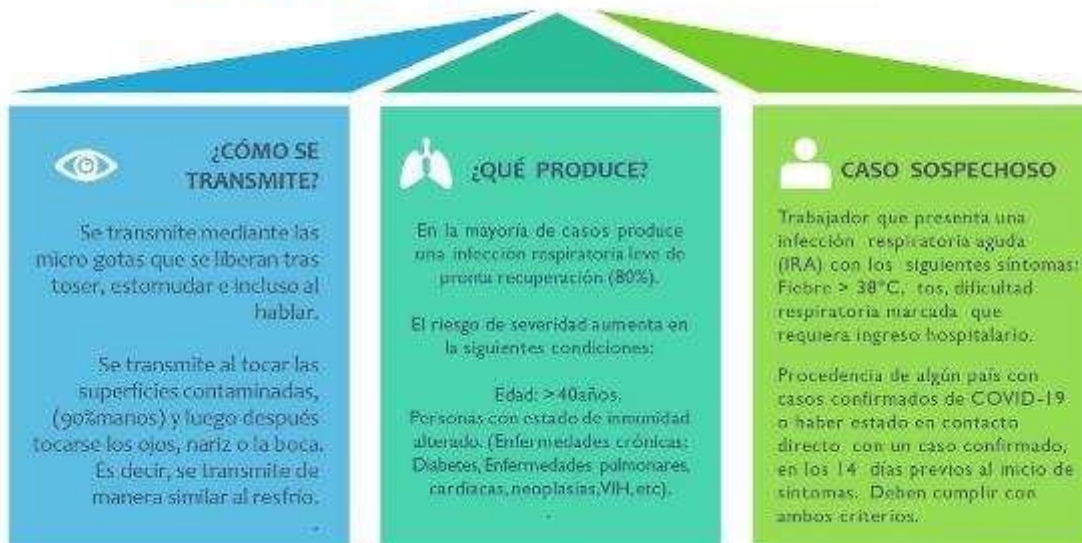 ¿CÓMO SE
TRANSMITE?
Se transmite mediante las
micro gotas que se liberan tras
toser, estornudar e incluso al
hablar.
Se transmite al tocar las
superficies contaminadas,
(90%manos) y luego después
tocarse los ojos, nariz o la boca.
Es decir, se transmite de
manera similar al resfrío.
.
¿QUÉ PRODUCE?
En la mayoría de casos produce
una infección respiratoria leve de
pronta recuperación (80%).
El riesgo de severidad aumenta en
la siguientes condiciones:
Edad: >40años.
Personas con estado de inmunidad
alterado. (Enfermedades crónicas:
Diabetes, Enfermedades pulmonares,
cardiacas, neoplasias, VIH, etc).
.
CASO SOSPECHOSO
Trabajador que presenta una
infección respiratoria aguda
(IRA) con los siguientes síntomas:
Fiebre > 38°C, tos, dificultad
respiratoria marcada que
requiera ingreso hospitalario.
Procedencia de algún país con
casos confirmados de COVID-19
o haber estado en contacto
directo con un caso confirmado,
en los 14 días previos al inicio de
síntomas. Deben cumplir con
ambos criterios.